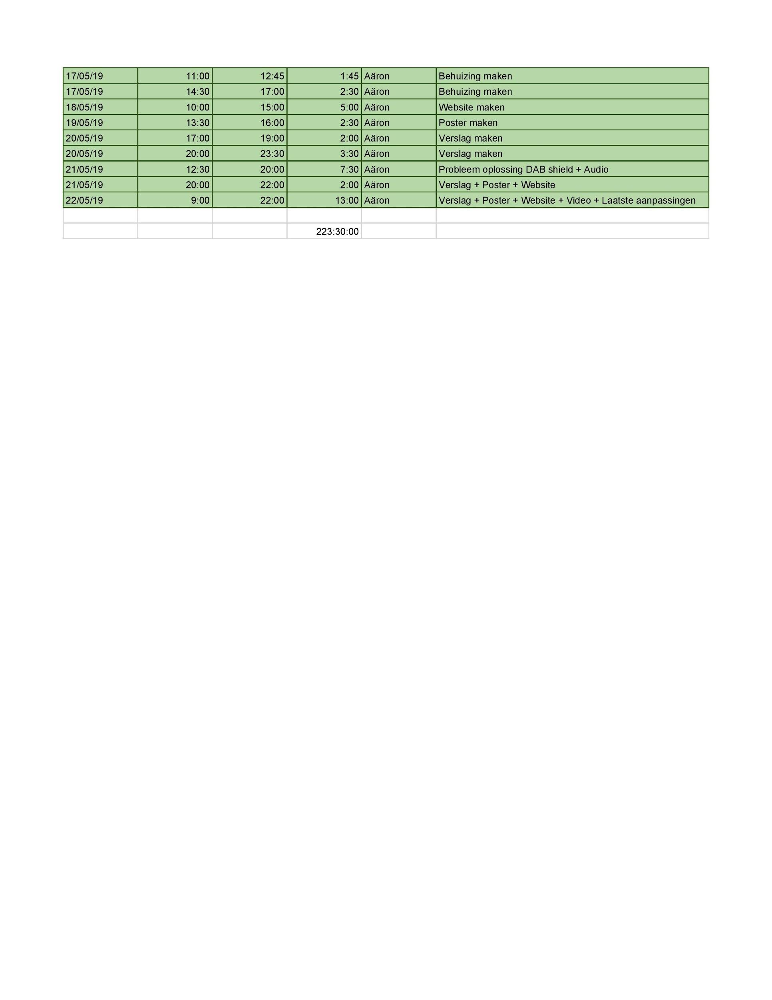 17/05/19 11:00 12:45 1:45 Aäron Behuizing maken
17/05/19 14:30 17:00 2:30 Aäron Behuizing maken
18/05/19 10:00 15:00 5:00 Aäron Website maken
19/05/19 13:30 16:00 2:30 Aäron Poster maken
20/05/19 17:00 19:00 2:00 Aäron Verslag maken
20/05/19 20:00 23:30 3:30 Aäron Verslag maken
21/05/19 12:30 20:00 7:30 Aäron Probleem oplossing DAB shield + Audio
21/05/19 20:00 22:00 2:00 Aäron Verslag + Poster + Website
22/05/19 9:00 22:00 13:00 Aäron Verslag + Poster + Website + Video + Laatste aanpassingen
223:30:00